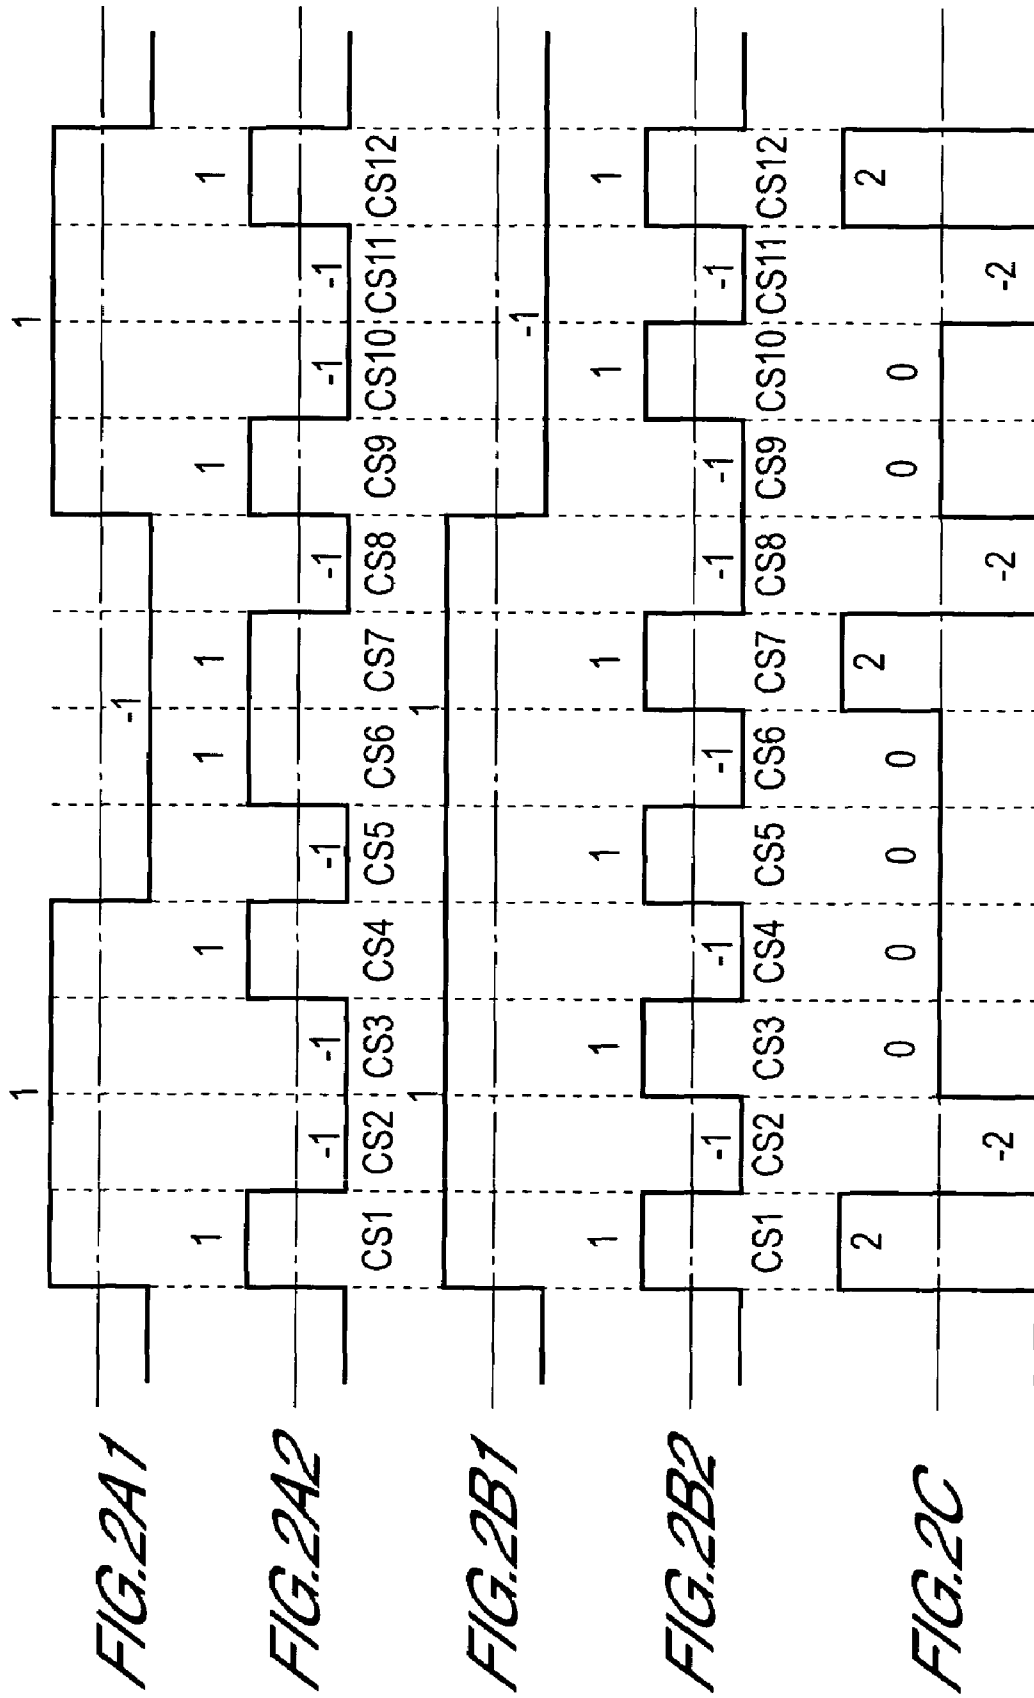 FIG.2A1 1 -1 1
FIG.2A2 1 -1 -1 1 -1 1 1 -1 1 -1 -1 1
CS1 CS2 CS3 CS4 CS5 CS6 CS7 CS8 CS9 CS10 CS11 CS12
FIG.2B1 1 1 -1
FIG.2B2 1 -1 1 -1 1 -1 1 -1 -1 1 -1 1
CS1 CS2 CS3 CS4 CS5 CS6 CS7 CS8 CS9 CS10 CS11 CS12
FIG.2C 2 -2 0 0 0 0 2 -2 0 0 -2 2